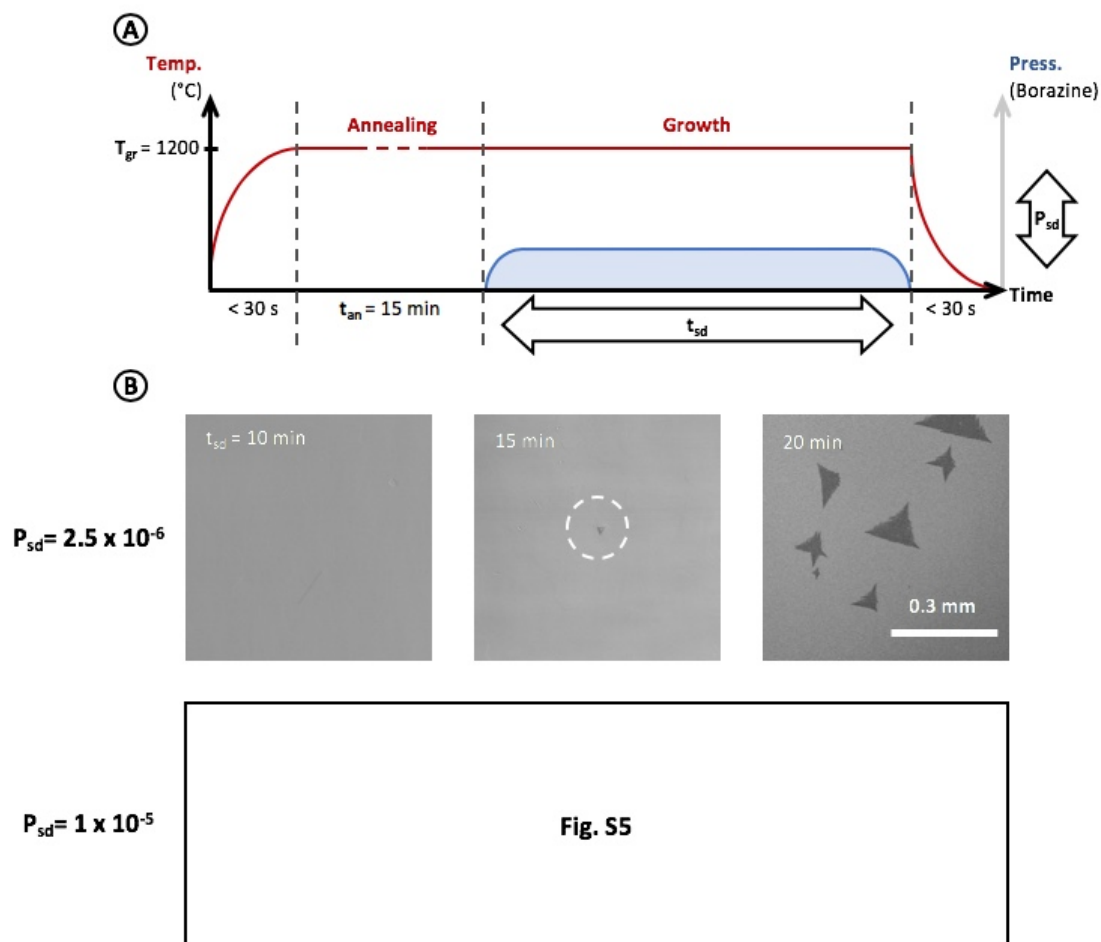 A
Temp.
(°C)
Press.
(Borazine)
Annealing
Growth
Tgr = 1200
Psd
Time
< 30 s
tan = 15 min
tsd
< 30 s
B
tsd = 10 min
15 min
20 min
Psd= 2.5 x 10-6
0.3 mm
Psd= 1 x 10-5
Fig. S5